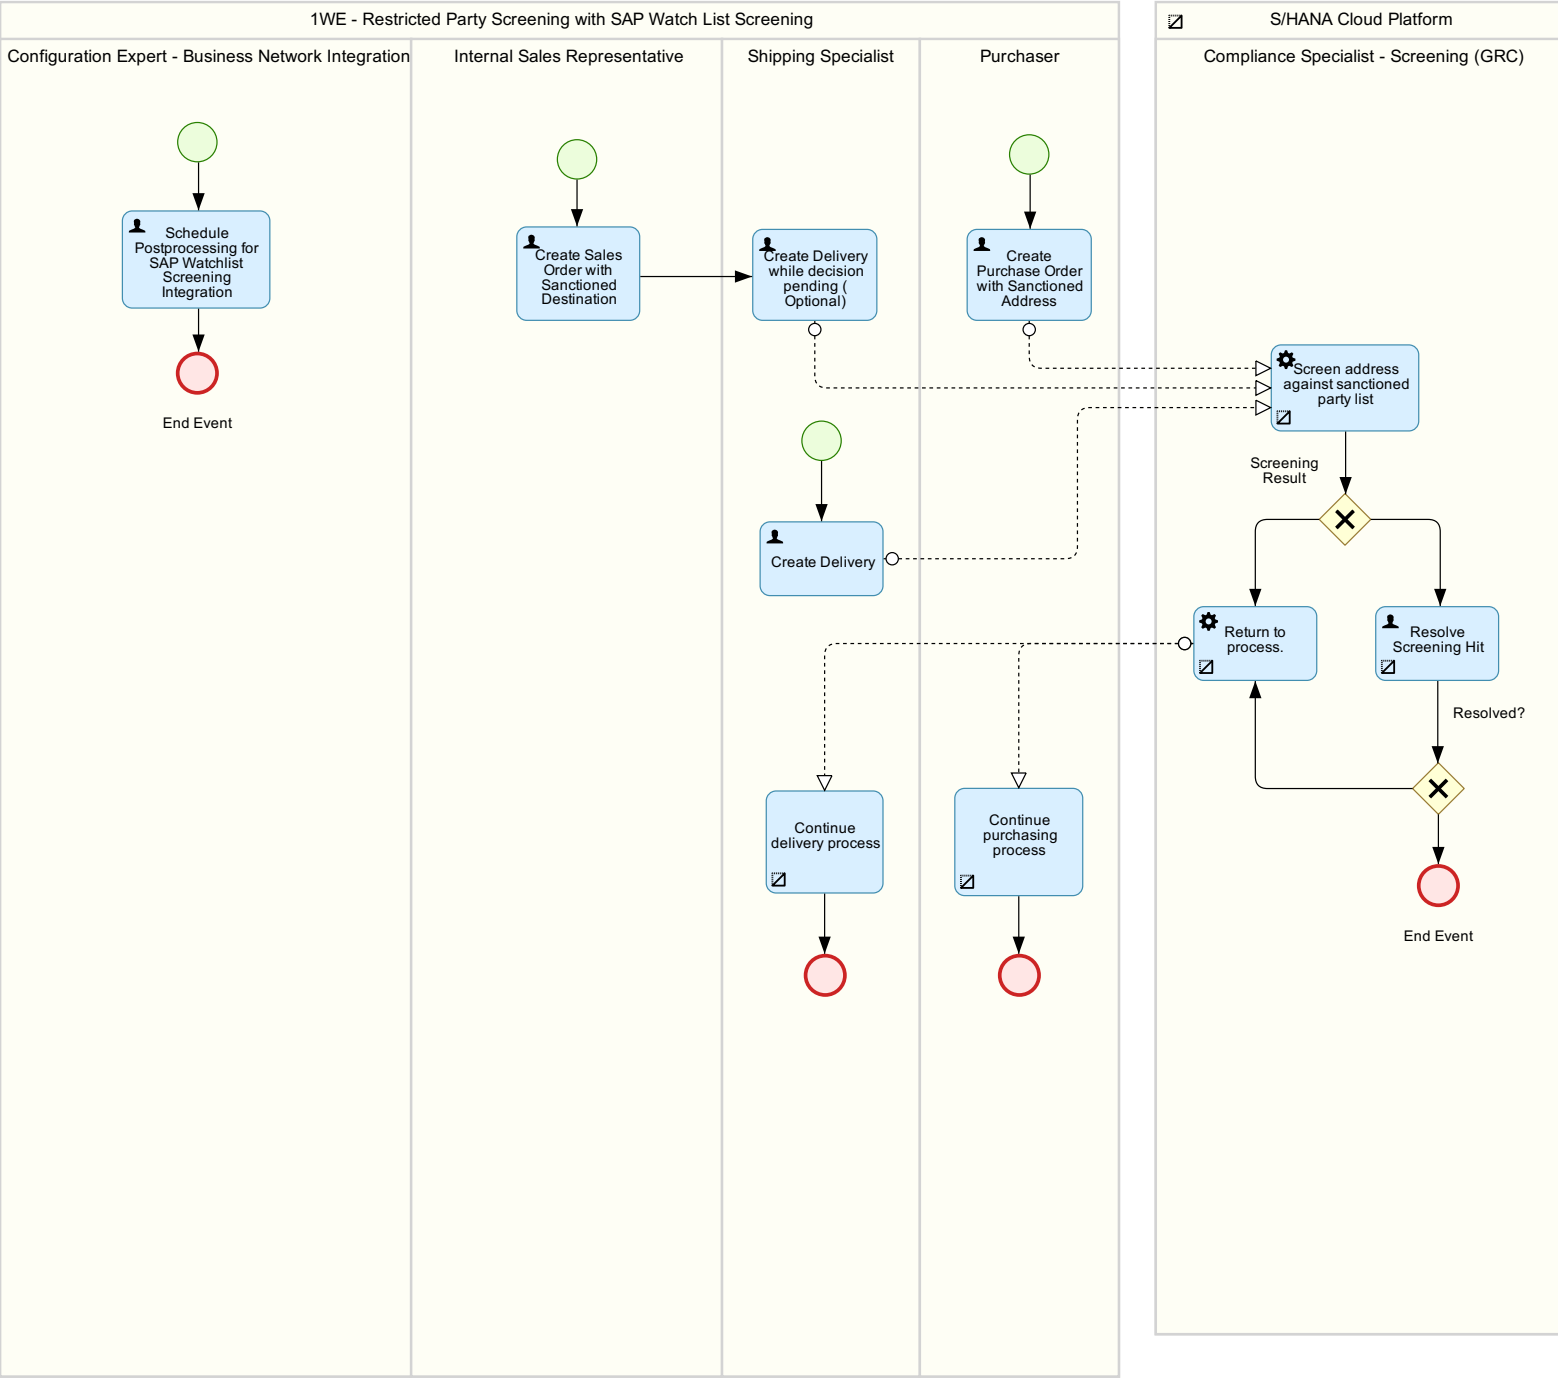 1WE - Restricted Party Screening with SAP Watch List Screening
S/HANA Cloud Platform
Configuration Expert - Business Network Integration
Internal Sales Representative
Shipping Specialist
Purchaser
Compliance Specialist - Screening (GRC)
Schedule
Postprocessing for
SAP Watchlist
Screening
Integration
End Event
Create Sales
Order with
Sanctioned
Destination
Create Delivery
while decision
pending (
Optional)
Create
Purchase Order
with Sanctioned
Address
Screen address
against sanctioned
party list
Screening
Result
Create Delivery
Return to
process.
Resolve
Screening Hit
Resolved?
Continue
delivery process
Continue
purchasing
process
End Event